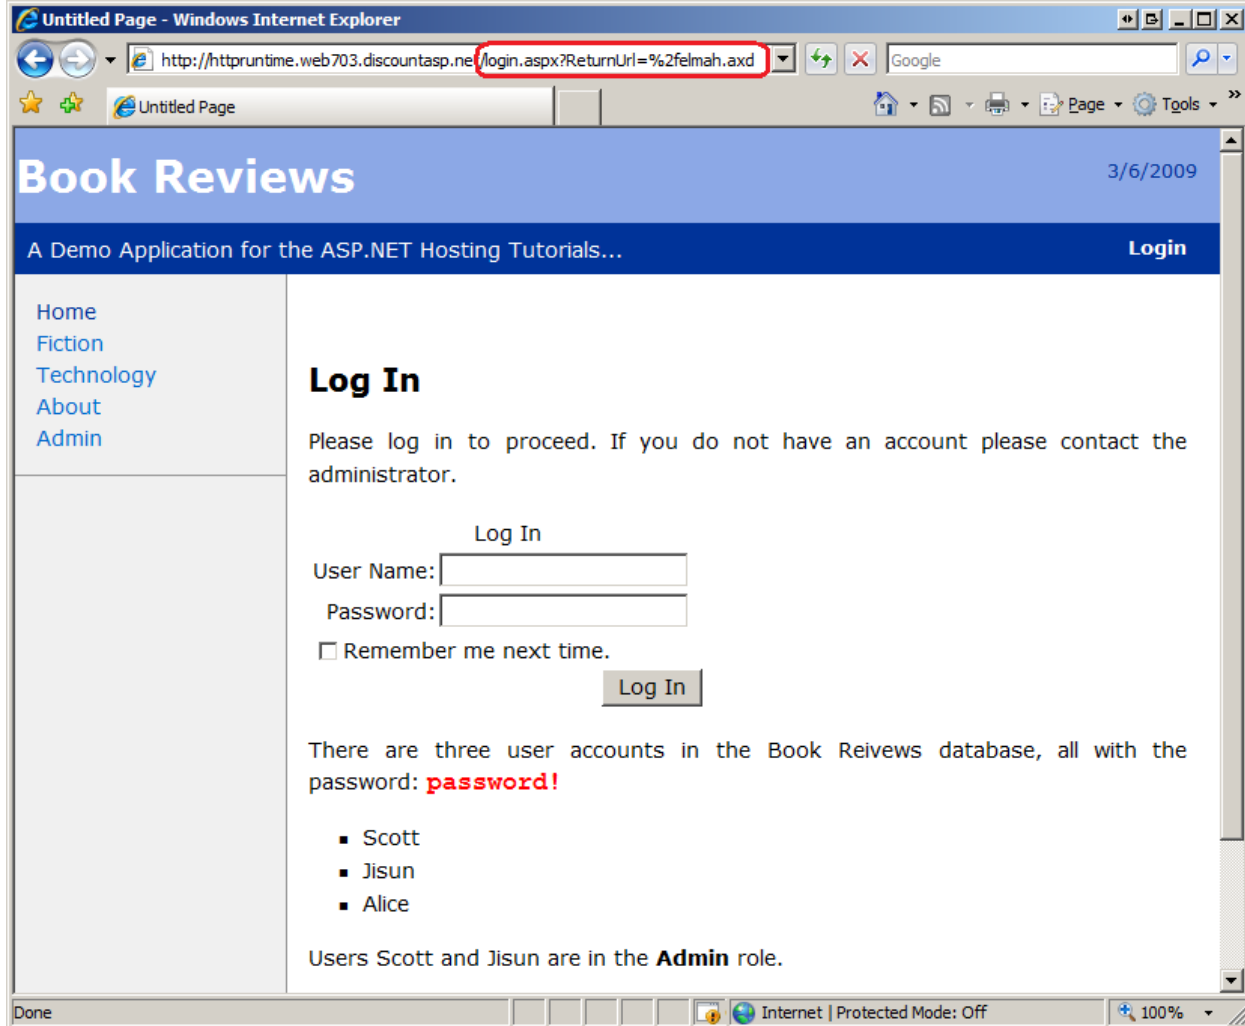 Untitled Page - Windows Internet Explorer
http://httpruntime.web703.discountasp.net/login.aspx?ReturnUrl=%2felmah.axd
Google
Untitled Page
Page
Tools
»
Book Reviews
3/6/2009
A Demo Application for the ASP.NET Hosting Tutorials...
Login
Home
Fiction
Technology
About
Admin
Log In
Please log in to proceed. If you do not have an account please contact the
administrator.
Log In
User Name:
Password:
Remember me next time.
Log In
There are three user accounts in the Book Reivews database, all with the
password: password!
Scott
Jisun
Alice
Users Scott and Jisun are in the Admin role.
Done
Internet | Protected Mode: Off
100%